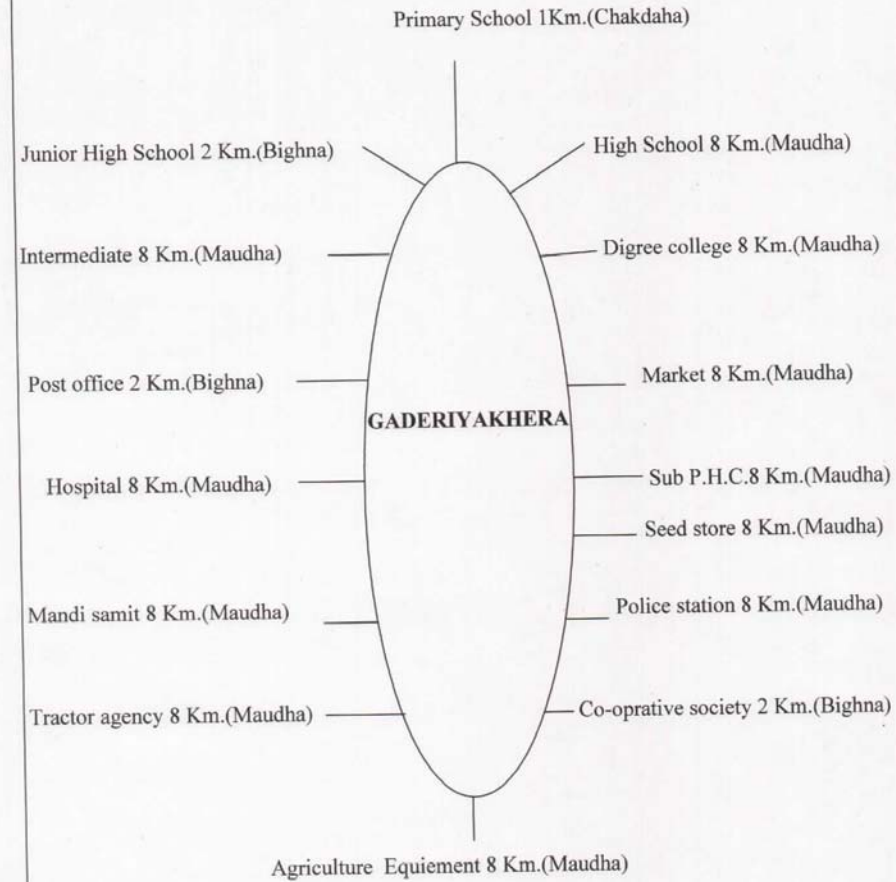 Primary School 1Km.(Chakdaha)
Junior High School 2 Km.(Bighna)
High School 8 Km.(Maudha)
Intermediate 8 Km.(Maudha)
Digree college 8 Km.(Maudha)
Post office 2 Km.(Bighna)
Market 8 Km.(Maudha)
GADERIYAKHERA
Hospital 8 Km.(Maudha)
Sub P.H.C.8 Km.(Maudha)
Seed store 8 Km.(Maudha)
Mandi samit 8 Km.(Maudha)
Police station 8 Km.(Maudha)
Tractor agency 8 Km.(Maudha)
Co-oprative society 2 Km.(Bighna)
Agriculture Equiement 8 Km.(Maudha)